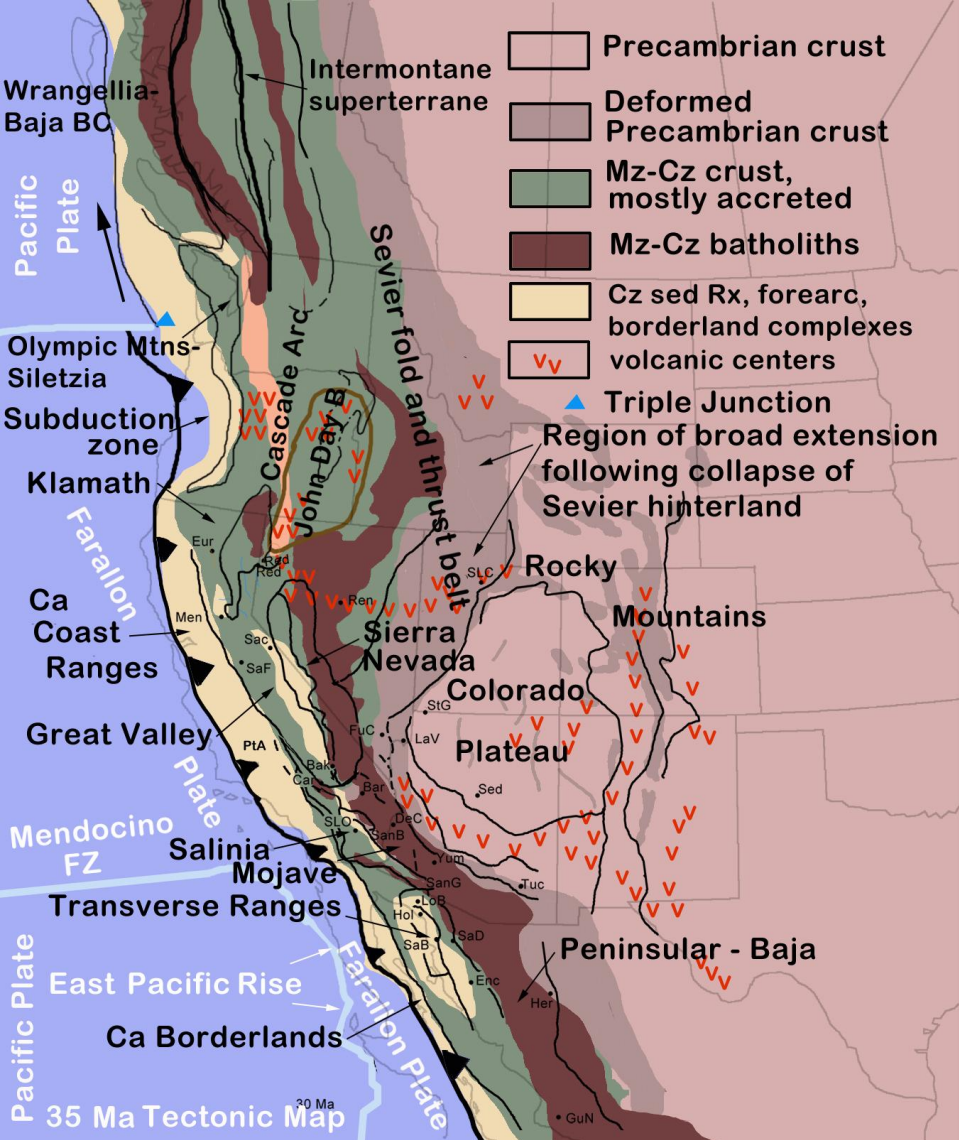 Precambrian crust
Deformed
Precambrian crust
Mz-Cz crust,
mostly accreted
Mz-Cz batholiths
Cz sed Rx, forearc,
borderland complexes
volcanic centers
Triple Junction
Region of broad extension
following collapse of
Sevier hinterland
Intermontane
superterrane
Wrangellia-
Baja BC
Pacific
Plate
Sevier fold and thrust belt
Olympic Mtns-
Siletzia
Cascade Arc
John Day B
Subduction
zone
Klamath
Farallon
Plate
Eur
Red
Red
SLC
Rocky
Mountains
Ca
Coast
Ranges
Men
Ren
Sac
SaF
Sierra
Nevada
Colorado
Plateau
StG
LaV
FuC
Great Valley
PtA
Bak
Car
Bar
Sed
Mendocino
FZ
SLO
DeC
SanB
Salinia
Mojave
Yum
SanG
Tuc
Transverse Ranges
LoB
Hol
SaB
SaD
Peninsular - Baja
Enc
Her
East Pacific Rise
Farallon Plate
Pacific Plate
Ca Borderlands
30 Ma
35 Ma Tectonic Map
GuN